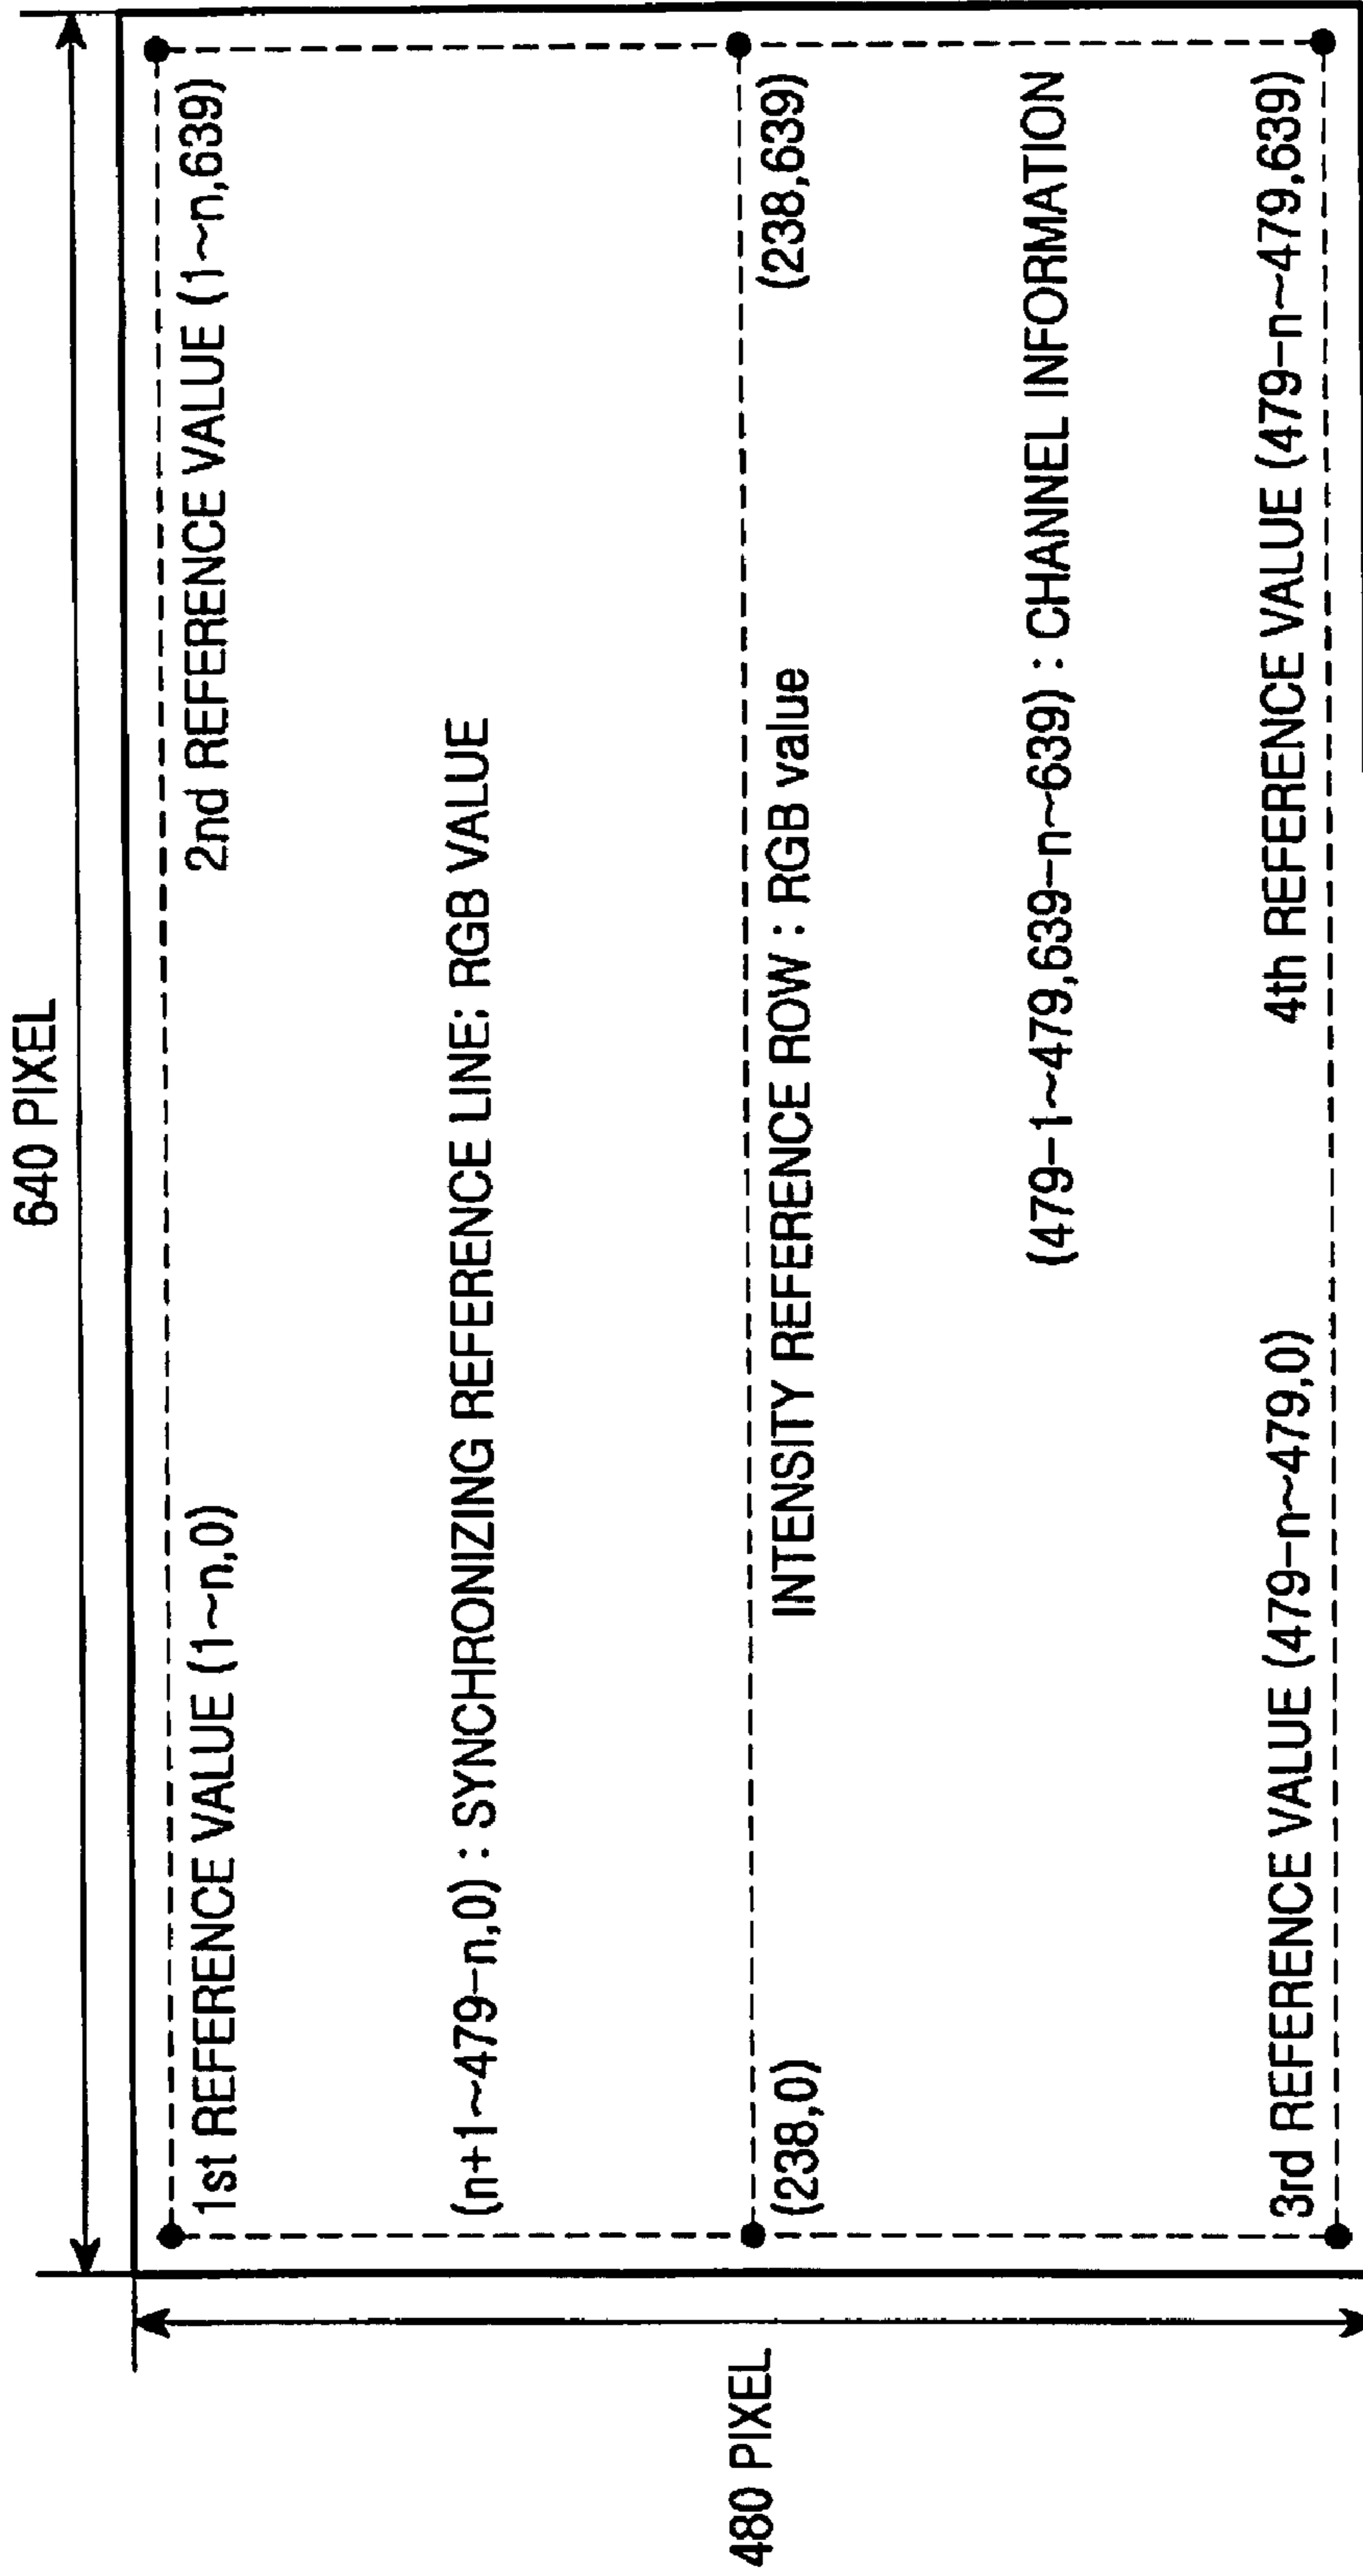 640 PIXEL
480 PIXEL
1st REFERENCE VALUE (1~n,0)
2nd REFERENCE VALUE (1~n,639)
(n+1~479-n,0) : SYNCHRONIZING REFERENCE LINE: RGB VALUE
(238,0)
INTENSITY REFERENCE ROW : RGB value
(238,639)
(479-1~479,639-n~639) : CHANNEL INFORMATION
3rd REFERENCE VALUE (479-n~479,0)
4th REFERENCE VALUE (479-n~479,639)